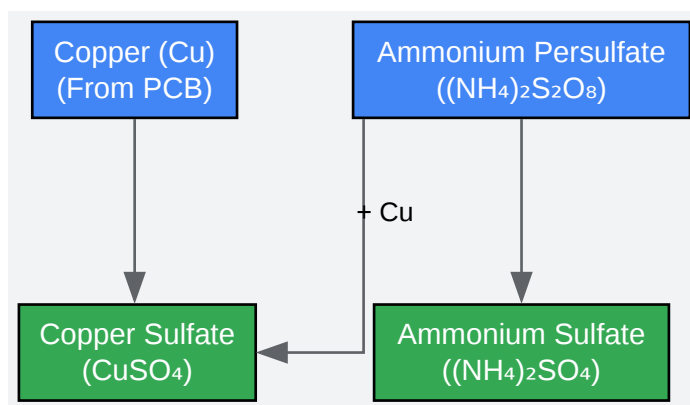 Copper (Cu)
(From PCB)
Ammonium Persulfate
((NH₄)₂S₂O₈)
+ Cu
Copper Sulfate
(CuSO₄)
Ammonium Sulfate
((NH₄)₂SO₄)